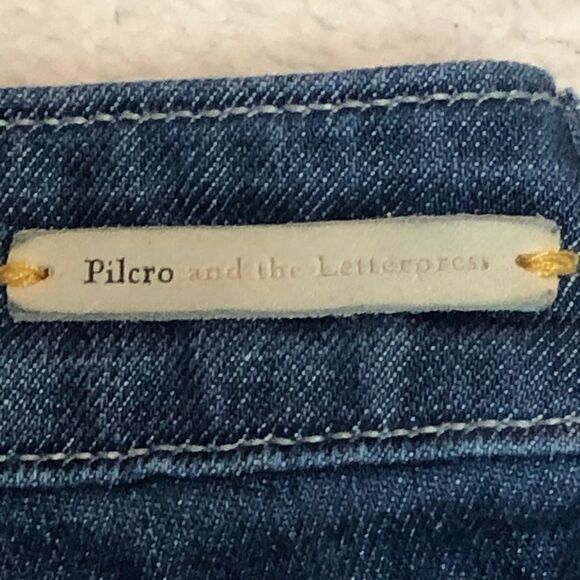 Pilcro and the Letterpress